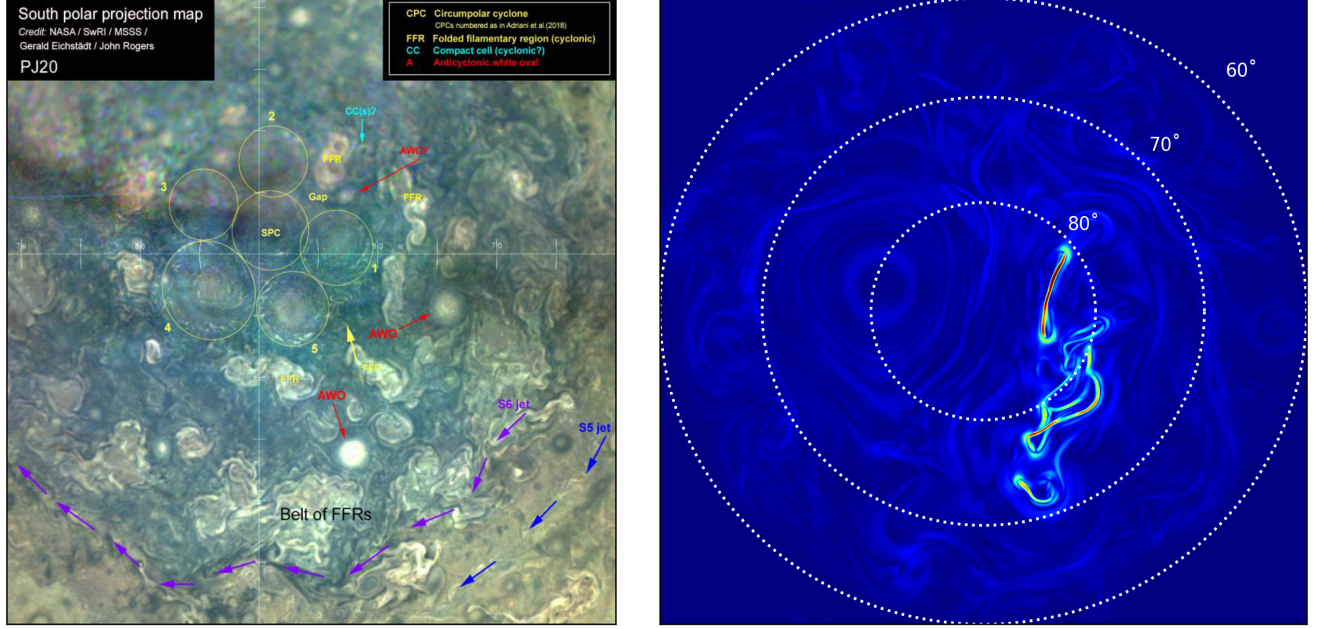 South polar projection map
Credit: NASA / SwRI / MSSS /
Gerald Eichstädt / John Rogers
PJ20
CPC Circumpolar cyclone
CPCs numbered as in Adriani et al.(2018)
FFR Folded filamentary region (cyclonic)
CC Compact cell (cyclonic?)
A Anticyclonic white oval
2
CC(s)?
FFR
AWO?
3
Gap
FFR
SPC
1
4
AWO
5
FFR
FFR
AWO
S6 jet
S5 jet
Belt of FFRs
60°
70°
80°